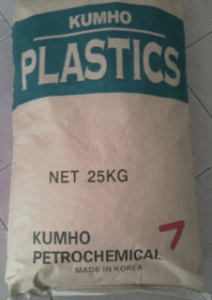 KUMHO
PLASTICS
NET 25KG
KUMHO
PETROCHEMICAL
MADE IN KOREA